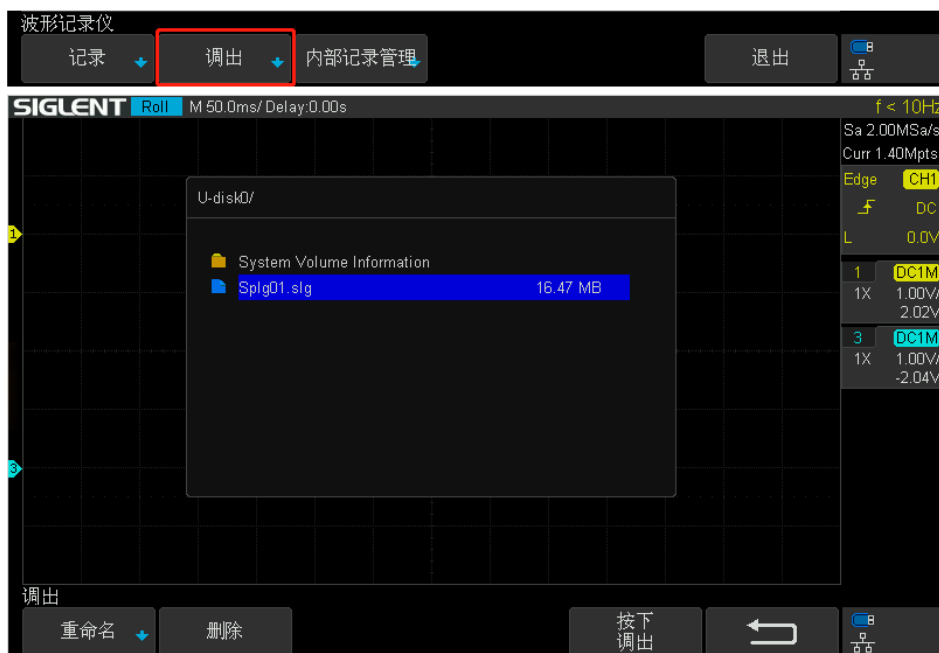 波形记录仪
记录 调出 内部记录管理 退出
SIGLENT Roll M 50.0ms/ Delay:0.00s f < 10Hz
Sa 2.00MSa/s
Curr 1.40Mpts
Edge CH1
DC
L 0.0V
U-disk0/
System Volume Information
Splg01.slg 16.47 MB
1
1 DC1M
1X 1.00V/
2.02V
3 DC1M
1X 1.00V/
-2.04V
3
调出
重命名 删除 按下
调出